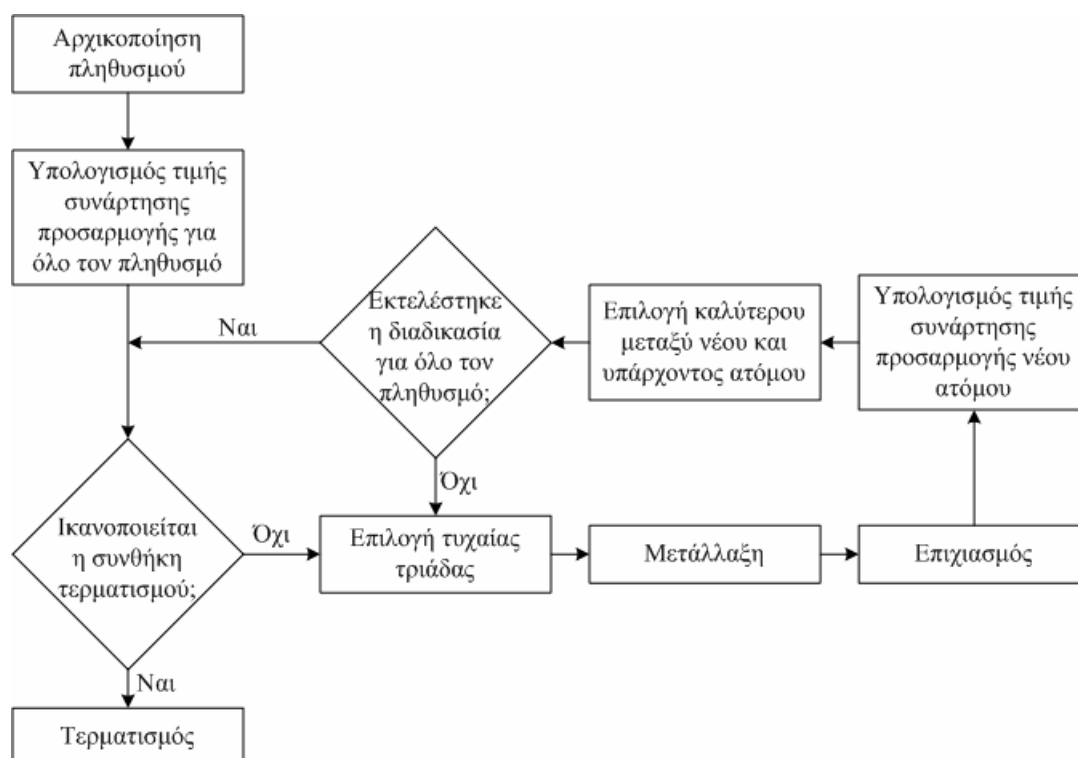 Αρχικοποίηση
πληθυσμού
Υπολογισμός τιμής
συνάρτησης
προσαρμογής για
όλο τον πληθυσμό
Ναι
Εκτελέστηκε
η διαδικασία
για όλο τον
πληθυσμό;
Επιλογή καλύτερου
μεταξύ νέου και
υπάρχοντος ατόμου
Υπολογισμός τιμής
συνάρτησης
προσαρμογής νέου
ατόμου
Όχι
Ικανοποιείται
η συνθήκη
τερματισμού;
Όχι
Επιλογή τυχαίας
τριάδας
Μετάλλαξη
Επιχιασμός
Ναι
Τερματισμός